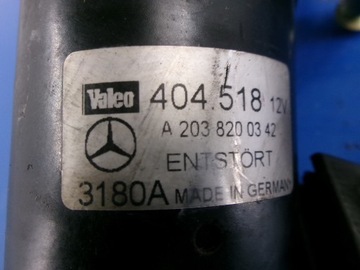 Valeo 404.518 12V
A 203 820 03 42
ENTSTÖRT
3180A MADE IN GERMANY